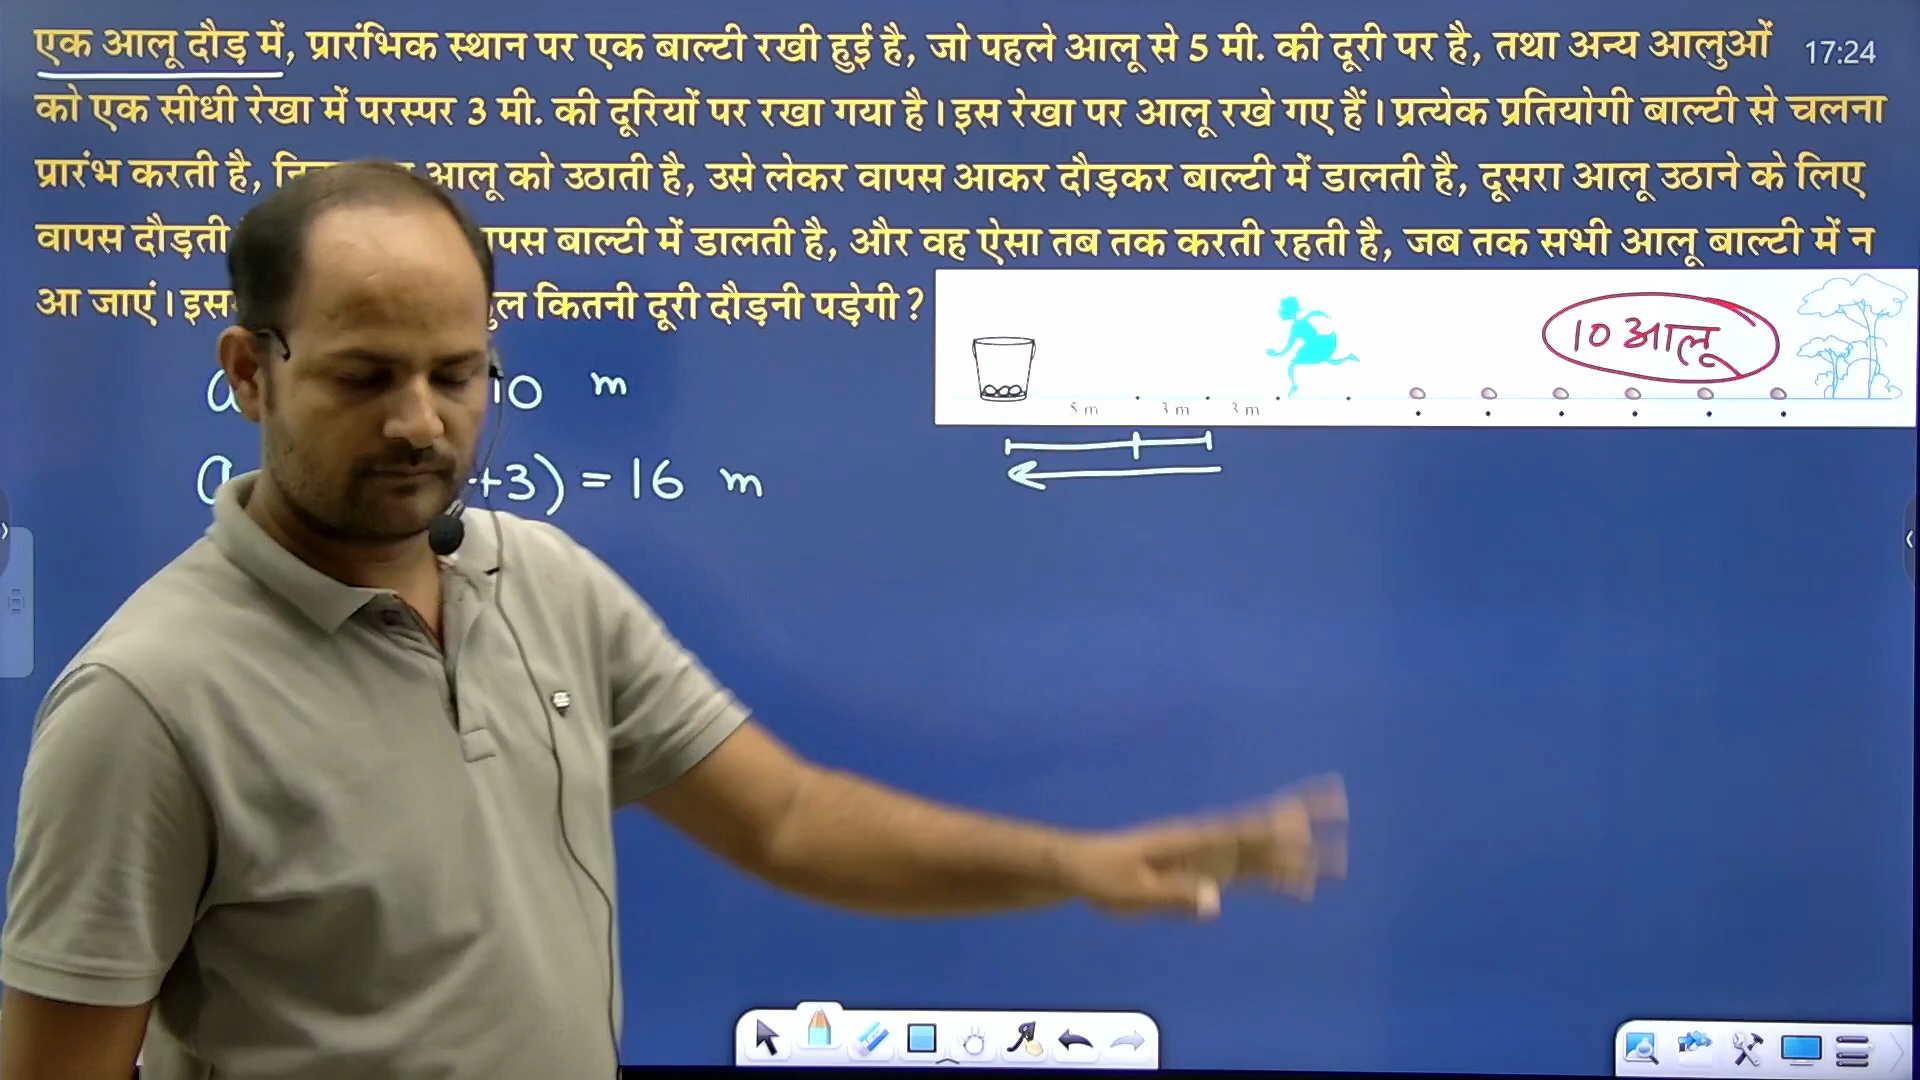 एक आलू दौड़ में, प्रारंभिक स्थान पर एक बाल्टी रखी हुई है, जो पहले आलू से 5 मी. की दूरी पर है, तथा अन्य आलुओं
17:24
को एक सीधी रेखा में परस्पर 3 मी. की दूरियों पर रखा गया है। इस रेखा पर आलू रखे गए हैं। प्रत्येक प्रतियोगी बाल्टी से चलना
प्रारंभ करती है, आलू को उठाती है, उसे लेकर वापस आकर दौड़कर बाल्टी में डालती है, दूसरा आलू उठाने के लिए
वापस दौड़ती बाल्टी में डालती है, और वह ऐसा तब तक करती रहती है, जब तक सभी आलू बाल्टी में न
आ जाएं। कितनी दूरी दौड़नी पड़ेगी ?
10 आलू
5 m 3 m 3 m
a 10 m
a +3) = 16 m